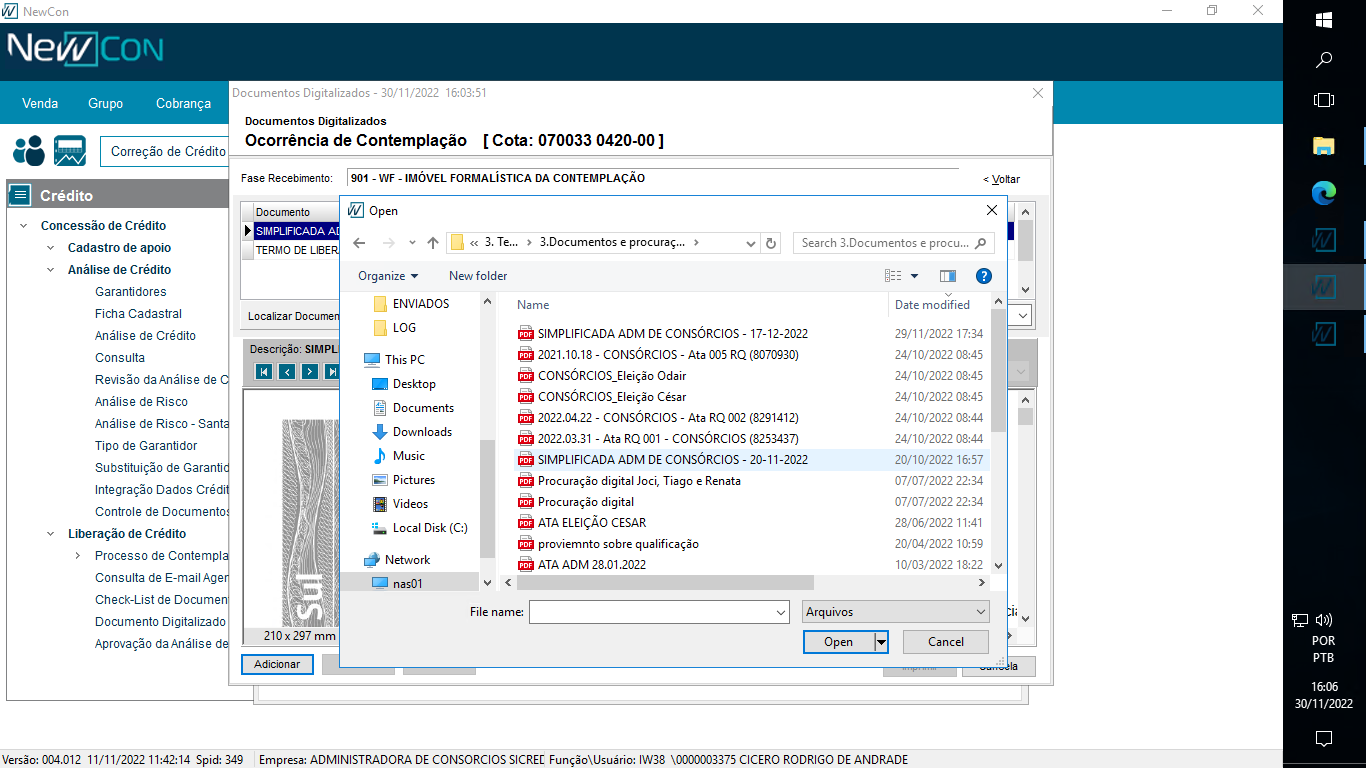 NewCon
NewCon
Venda Grupo Cobrança
Correção de Crédito
Crédito
Concessão de Crédito
Cadastro de apoio
Análise de Crédito
Garantidores
Ficha Cadastral
Análise de Crédito
Consulta
Revisão da Análise de C
Análise de Risco
Análise de Risco - Santa
Tipo de Garantidor
Substituição de Garantid
Integração Dados Crédit
Controle de Documentos
Liberação de Crédito
Processo de Contempla
Consulta de E-mail Agen
Check-List de Documen
Documento Digitalizado
Aprovação da Análise de
Documentos Digitalizados - 30/11/2022 16:03:51
Documentos Digitalizados
Ocorrência de Contemplação [ Cota: 070033 0420-00 ]
Fase Recebimento: 901 - WF - IMÓVEL FORMALÍSTICA DA CONTEMPLAÇÃO < Voltar
Documento
SIMPLIFICADA AD
TERMO DE LIBERA
Localizar Documen
Descrição: SIMPLI
210 x 297 mm
Adicionar
Imprimir
Cancela
Open
« 3. Te... › 3.Documentos e procuraç... ›
Search 3.Documentos e procu...
Organize New folder
ENVIADOS
LOG
This PC
Desktop
Documents
Downloads
Music
Pictures
Videos
Local Disk (C:)
Network
nas01
Name Date modified
SIMPLIFICADA ADM DE CONSÓRCIOS - 17-12-2022 29/11/2022 17:34
2021.10.18 - CONSÓRCIOS - Ata 005 RQ (8070930) 24/10/2022 08:45
CONSÓRCIOS_Eleição Odair 24/10/2022 08:45
CONSÓRCIOS_Eleição César 24/10/2022 08:45
2022.04.22 - CONSÓRCIOS - Ata RQ 002 (8291412) 24/10/2022 08:44
2022.03.31 - Ata RQ 001 - CONSÓRCIOS (8253437) 24/10/2022 08:44
SIMPLIFICADA ADM DE CONSÓRCIOS - 20-11-2022 20/10/2022 16:57
Procuração digital Joci, Tiago e Renata 07/07/2022 22:34
Procuração digital 07/07/2022 22:34
ATA ELEIÇÃO CESAR 28/06/2022 11:41
proviemnto sobre qualificação 20/04/2022 10:59
ATA ADM 28.01.2022 10/03/2022 18:22
File name: Arquivos
Open Cancel
POR
PTB
16:06
30/11/2022
Versão: 004.012 11/11/2022 11:42:14 Spid: 349 Empresa: ADMINISTRADORA DE CONSORCIOS SICRED Função\Usuário: IW38 \0000003375 CICERO RODRIGO DE ANDRADE